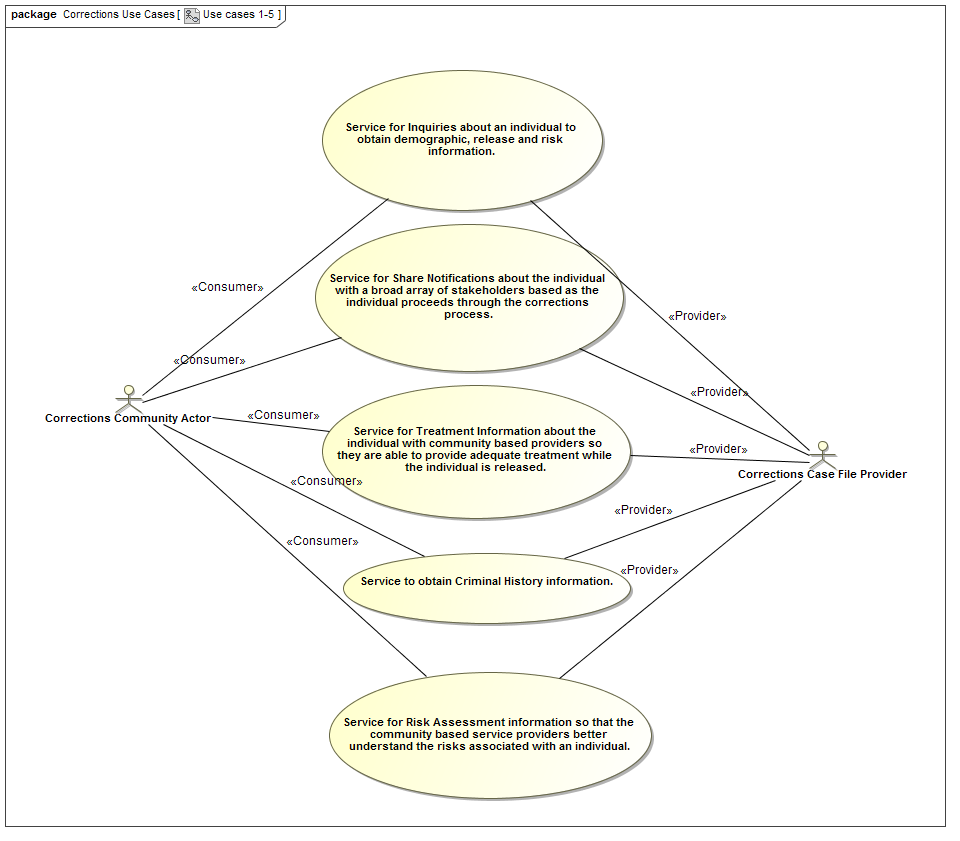 package Corrections Use Cases [ Use cases 1-5 ]
Service for Inquiries about an individual to
obtain demographic, release and risk
information.
«Consumer»
Service for Share Notifications about the individual
with a broad array of stakeholders based as the
individual proceeds through the corrections
process.
«Provider»
«Consumer»
«Provider»
Corrections Community Actor
«Consumer»
Service for Treatment Information about the
individual with community based providers so
they are able to provide adequate treatment while
the individual is released.
«Provider»
Corrections Case File Provider
«Consumer»
«Provider»
«Consumer»
Service to obtain Criminal History information.
«Provider»
Service for Risk Assessment information so that the
community based service providers better
understand the risks associated with an individual.